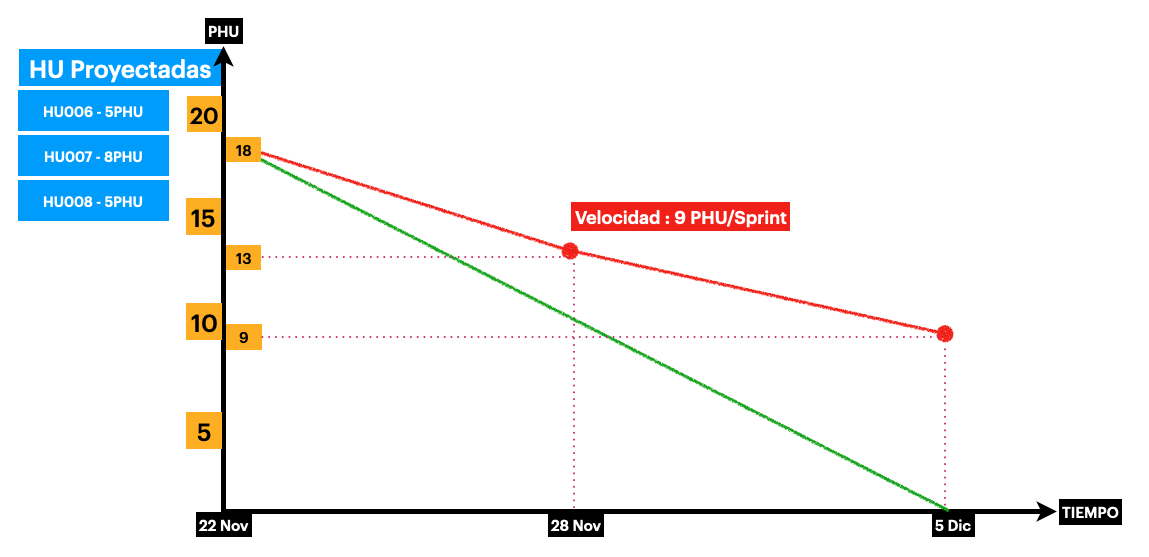 PHU
HU Proyectadas
HU006 - 5PHU
HU007 - 8PHU
HU008 - 5PHU
20
18
15
Velocidad : 9 PHU/Sprint
13
10
9
5
22 Nov
28 Nov
5 Dic
TIEMPO